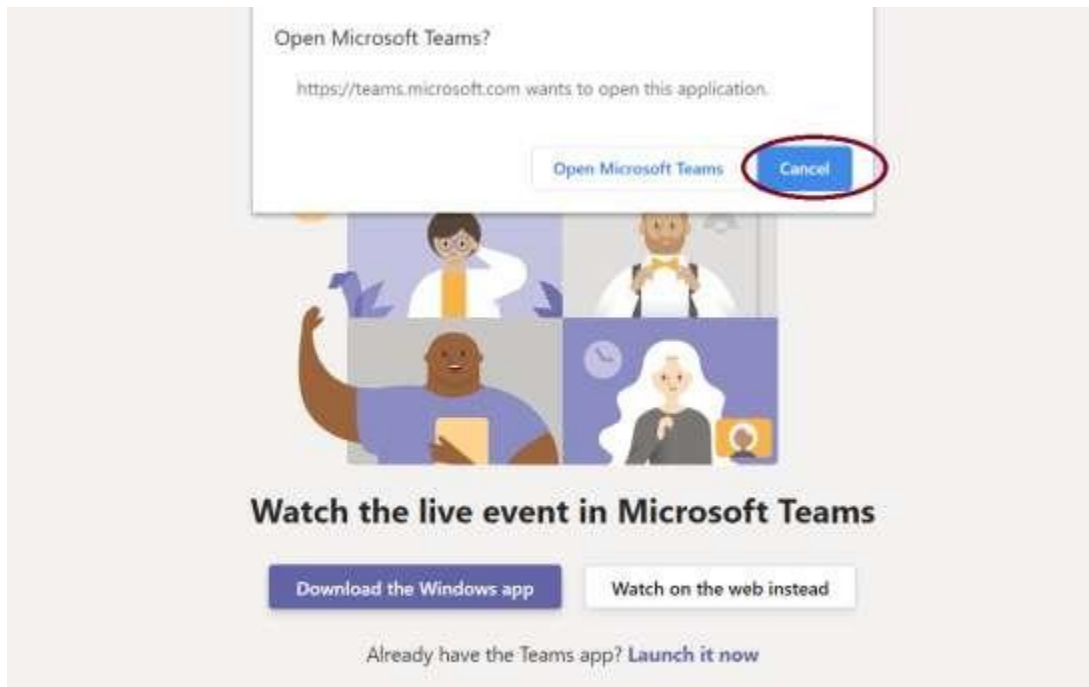 Open Microsoft Teams?
https://teams.microsoft.com wants to open this application.
Open Microsoft Teams
Cancel
Watch the live event in Microsoft Teams
Download the Windows app
Watch on the web instead
Already have the Teams app? Launch it now